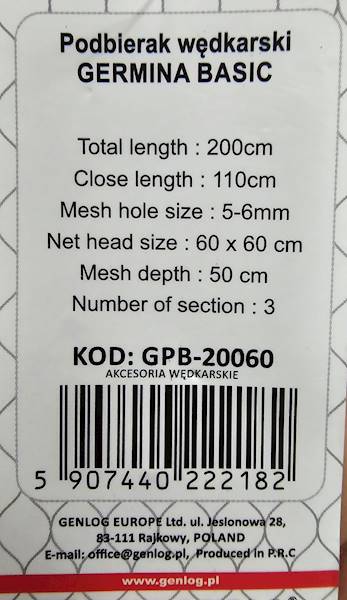 Podbierak wędkarski
GERMINA BASIC
Total length : 200cm
Close length : 110cm
Mesh hole size : 5-6mm
Net head size : 60 x 60 cm
Mesh depth : 50 cm
Number of section : 3
KOD: GPB-20060
AKCESORIA WĘDKARSKIE
5 907440 222182
GENLOG EUROPE Ltd. ul. Jesionowa 28,
83-111 Rajkowy, POLAND
E-mail: office@genlog.pl, Produced in P.R.C
www.genlog.pl